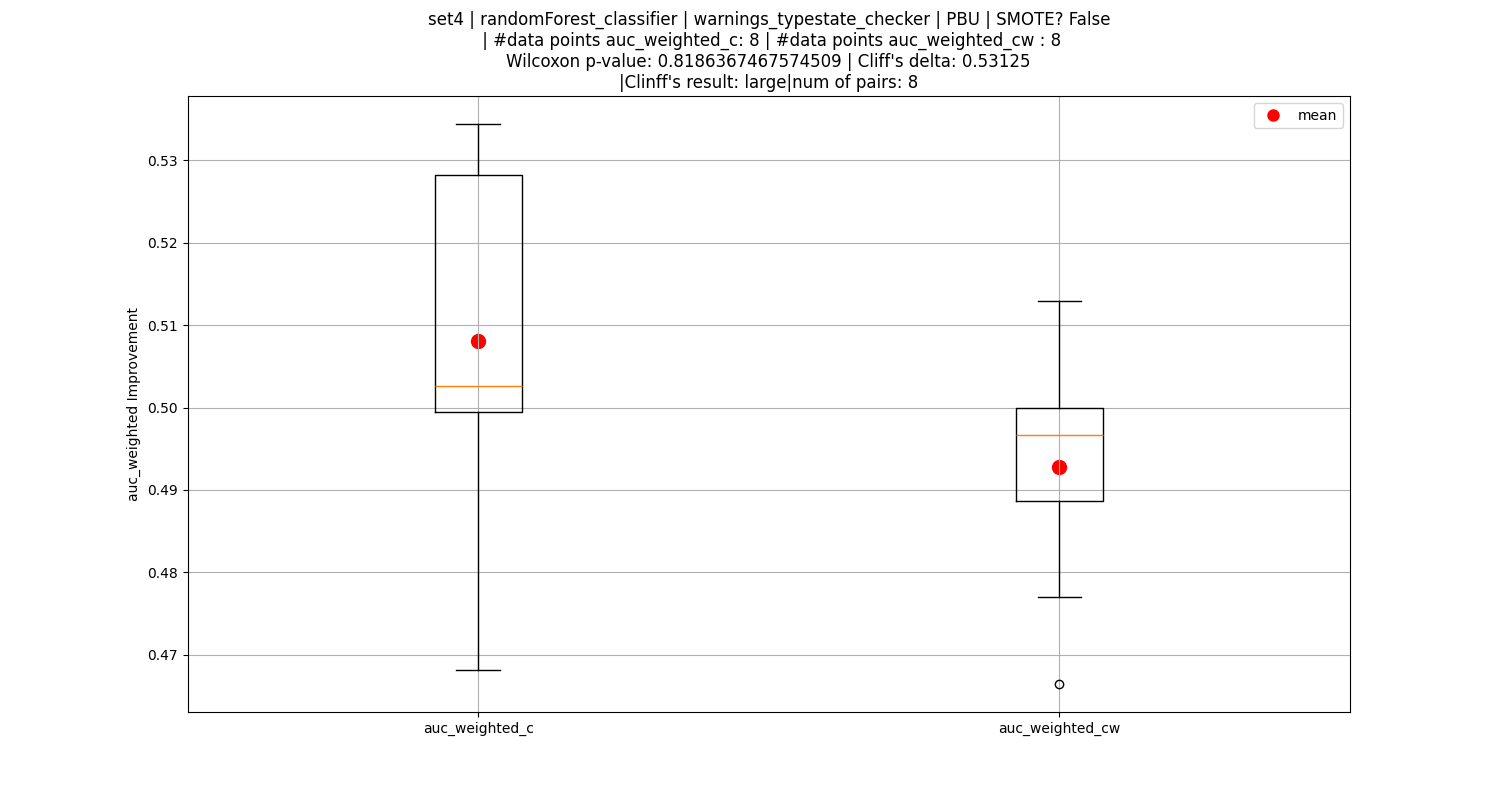 set4 | randomForest_classifier | warnings_typestate_checker | PBU | SMOTE? False
| #data points auc_weighted_c: 8 | #data points auc_weighted_cw : 8
Wilcoxon p-value: 0.8186367467574509 | Cliff's delta: 0.53125
|Clinff's result: large|num of pairs: 8
mean
0.53
0.52
0.51
0.50
0.49
0.48
0.47
auc_weighted Improvement
auc_weighted_c
auc_weighted_cw